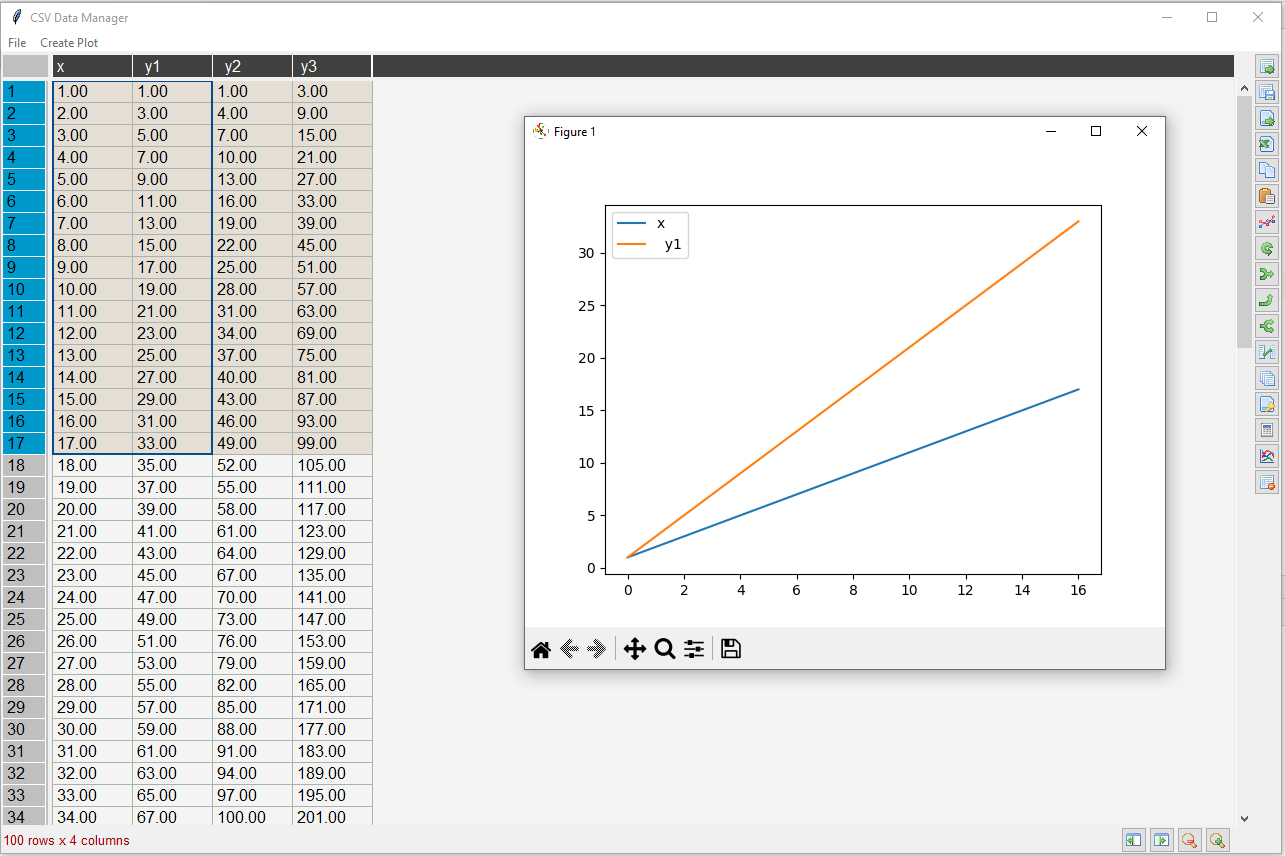 CSV Data Manager
File Create Plot
x y1 y2 y3
1 1.00 1.00 1.00 3.00
2 2.00 3.00 4.00 9.00
3 3.00 5.00 7.00 15.00
4 4.00 7.00 10.00 21.00
5 5.00 9.00 13.00 27.00
6 6.00 11.00 16.00 33.00
7 7.00 13.00 19.00 39.00
8 8.00 15.00 22.00 45.00
9 9.00 17.00 25.00 51.00
10 10.00 19.00 28.00 57.00
11 11.00 21.00 31.00 63.00
12 12.00 23.00 34.00 69.00
13 13.00 25.00 37.00 75.00
14 14.00 27.00 40.00 81.00
15 15.00 29.00 43.00 87.00
16 16.00 31.00 46.00 93.00
17 17.00 33.00 49.00 99.00
18 18.00 35.00 52.00 105.00
19 19.00 37.00 55.00 111.00
20 20.00 39.00 58.00 117.00
21 21.00 41.00 61.00 123.00
22 22.00 43.00 64.00 129.00
23 23.00 45.00 67.00 135.00
24 24.00 47.00 70.00 141.00
25 25.00 49.00 73.00 147.00
26 26.00 51.00 76.00 153.00
27 27.00 53.00 79.00 159.00
28 28.00 55.00 82.00 165.00
29 29.00 57.00 85.00 171.00
30 30.00 59.00 88.00 177.00
31 31.00 61.00 91.00 183.00
32 32.00 63.00 94.00 189.00
33 33.00 65.00 97.00 195.00
34 34.00 67.00 100.00 201.00
Figure 1
x
y1
30
25
20
15
10
5
0
0 2 4 6 8 10 12 14 16
100 rows x 4 columns